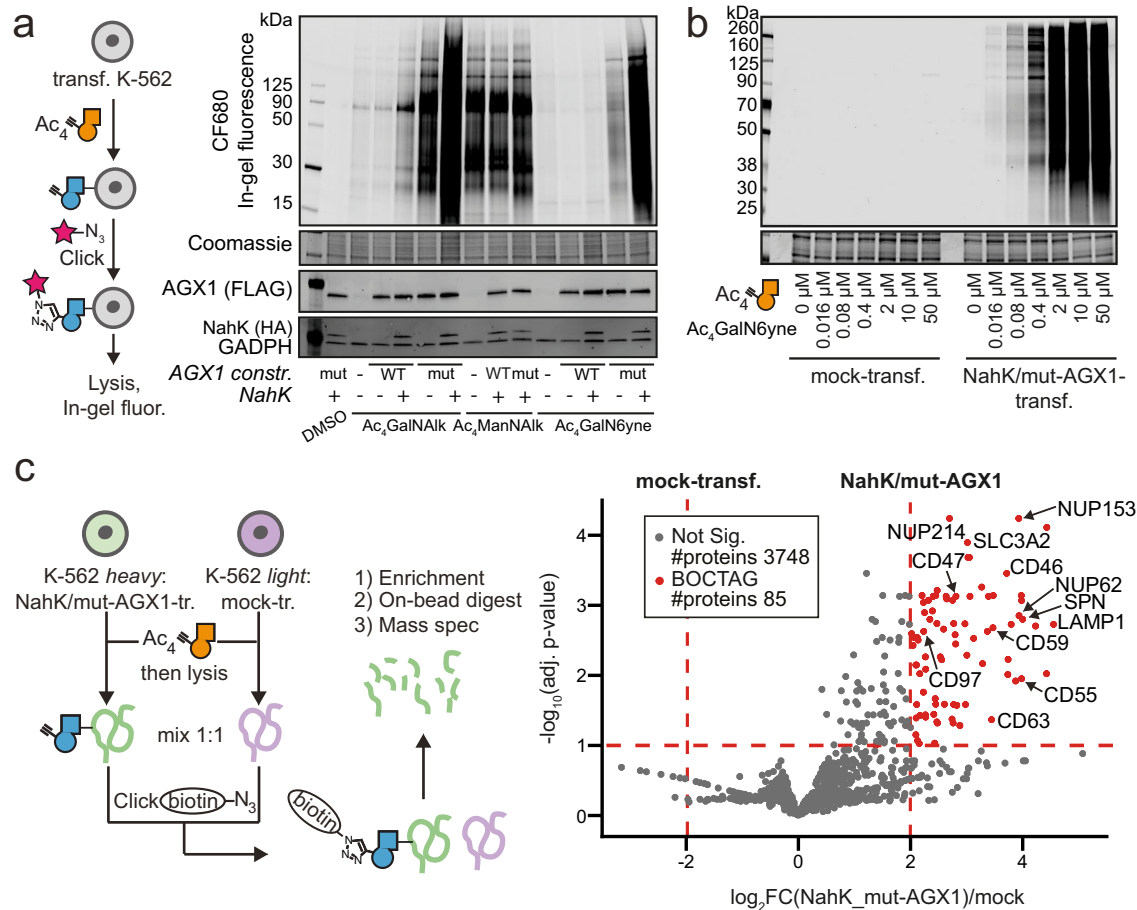 a
transf. K-562
Ac4
N3
Click
N N N
Lysis,
In-gel fluor.
kDa
125
90
50
30
15
CF680
In-gel fluorescence
Coomassie
AGX1 (FLAG)
NahK (HA)
GADPH
AGX1 constr. mut - WT mut - WT mut - WT mut
NahK + - - + - + - + + - - + - +
DMSO Ac4GalNAlk Ac4ManNAlk Ac4GalN6yne
b
kDa
260
160
125
90
70
50
38
30
25
Ac4
Ac4GalN6yne
0 µM 0.016 µM 0.08 µM 0.4 µM 2 µM 10 µM 50 µM 0 µM 0.016 µM 0.08 µM 0.4 µM 2 µM 10 µM 50 µM
mock-transf. NahK/mut-AGX1-
transf.
c
K-562 heavy: K-562 light:
NahK/mut-AGX1-tr. mock-tr.
Ac4
then lysis
mix 1:1
Click biotin N3
1) Enrichment
2) On-bead digest
3) Mass spec
biotin
N N N
mock-transf. NahK/mut-AGX1
Not Sig.
#proteins 3748
BOCTAG
#proteins 85
NUP153
NUP214
SLC3A2
CD47
CD46
NUP62
SPN
LAMP1
CD59
CD97
CD55
CD63
-log10(adj. p-value)
4
3
2
1
0
-2 0 2 4
log2FC(NahK_mut-AGX1)/mock